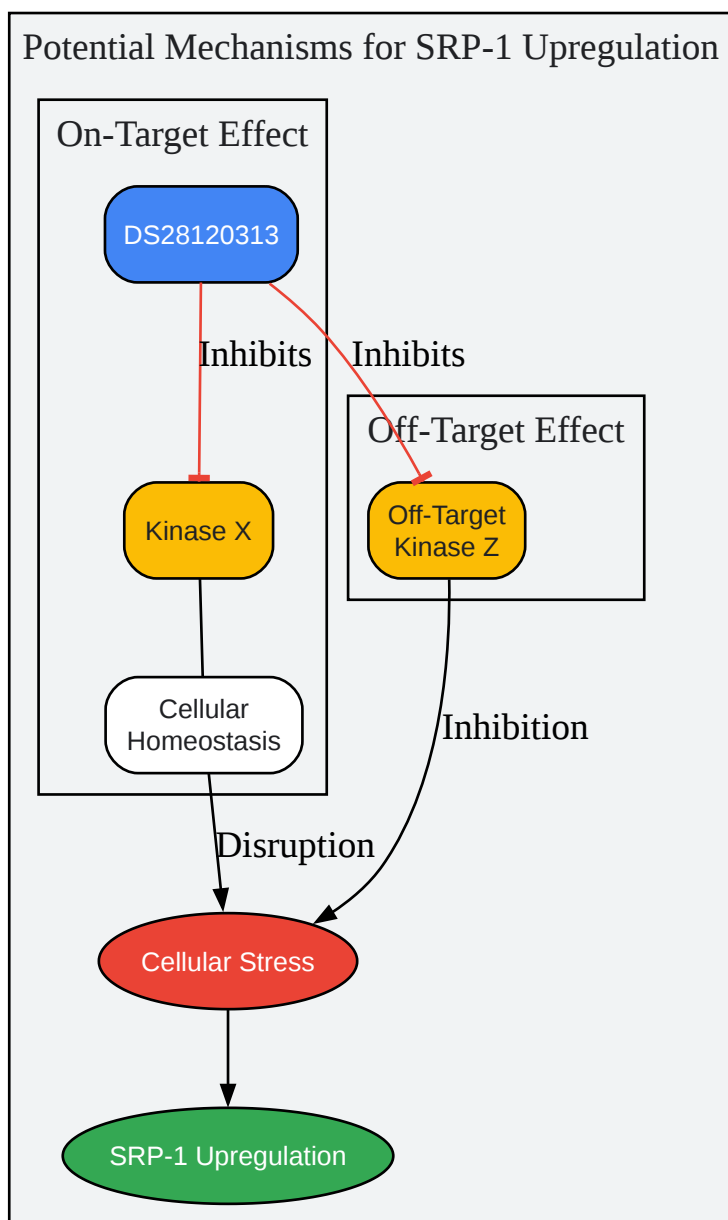 Potential Mechanisms for SRP-1 Upregulation
On-Target Effect
DS28120313
Inhibits
Inhibits
Off-Target Effect
Kinase X
Off-Target
Kinase Z
Cellular
Homeostasis
Inhibition
Disruption
Cellular Stress
SRP-1 Upregulation